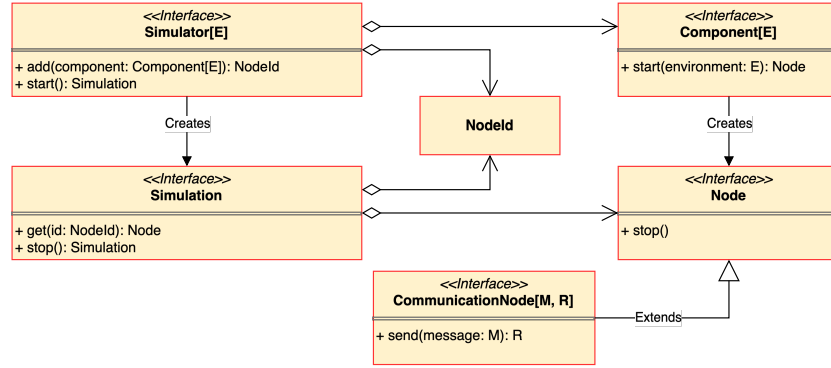 <<Interface>>
Simulator[E]
+ add(component: Component[E]): NodeId
+ start(): Simulation
<<Interface>>
Component[E]
+ start(environment: E): Node
NodeId
Creates
Creates
<<Interface>>
Simulation
+ get(id: NodeId): Node
+ stop(): Simulation
<<Interface>>
Node
+ stop()
<<Interface>>
CommunicationNode[M, R]
+ send(message: M): R
Extends